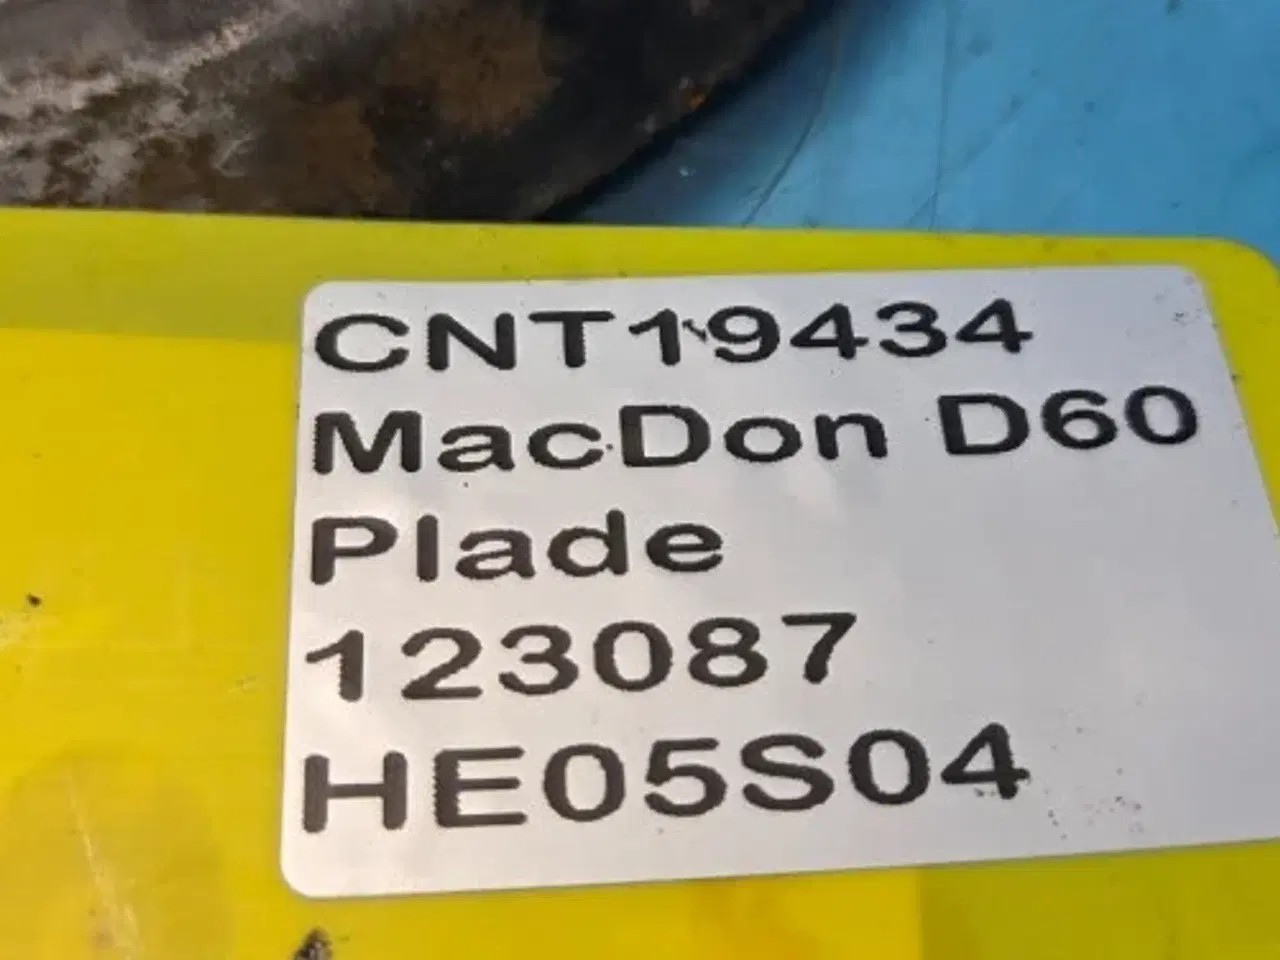 CNT19434
MacDon D60
Plade
123087
HE05S04